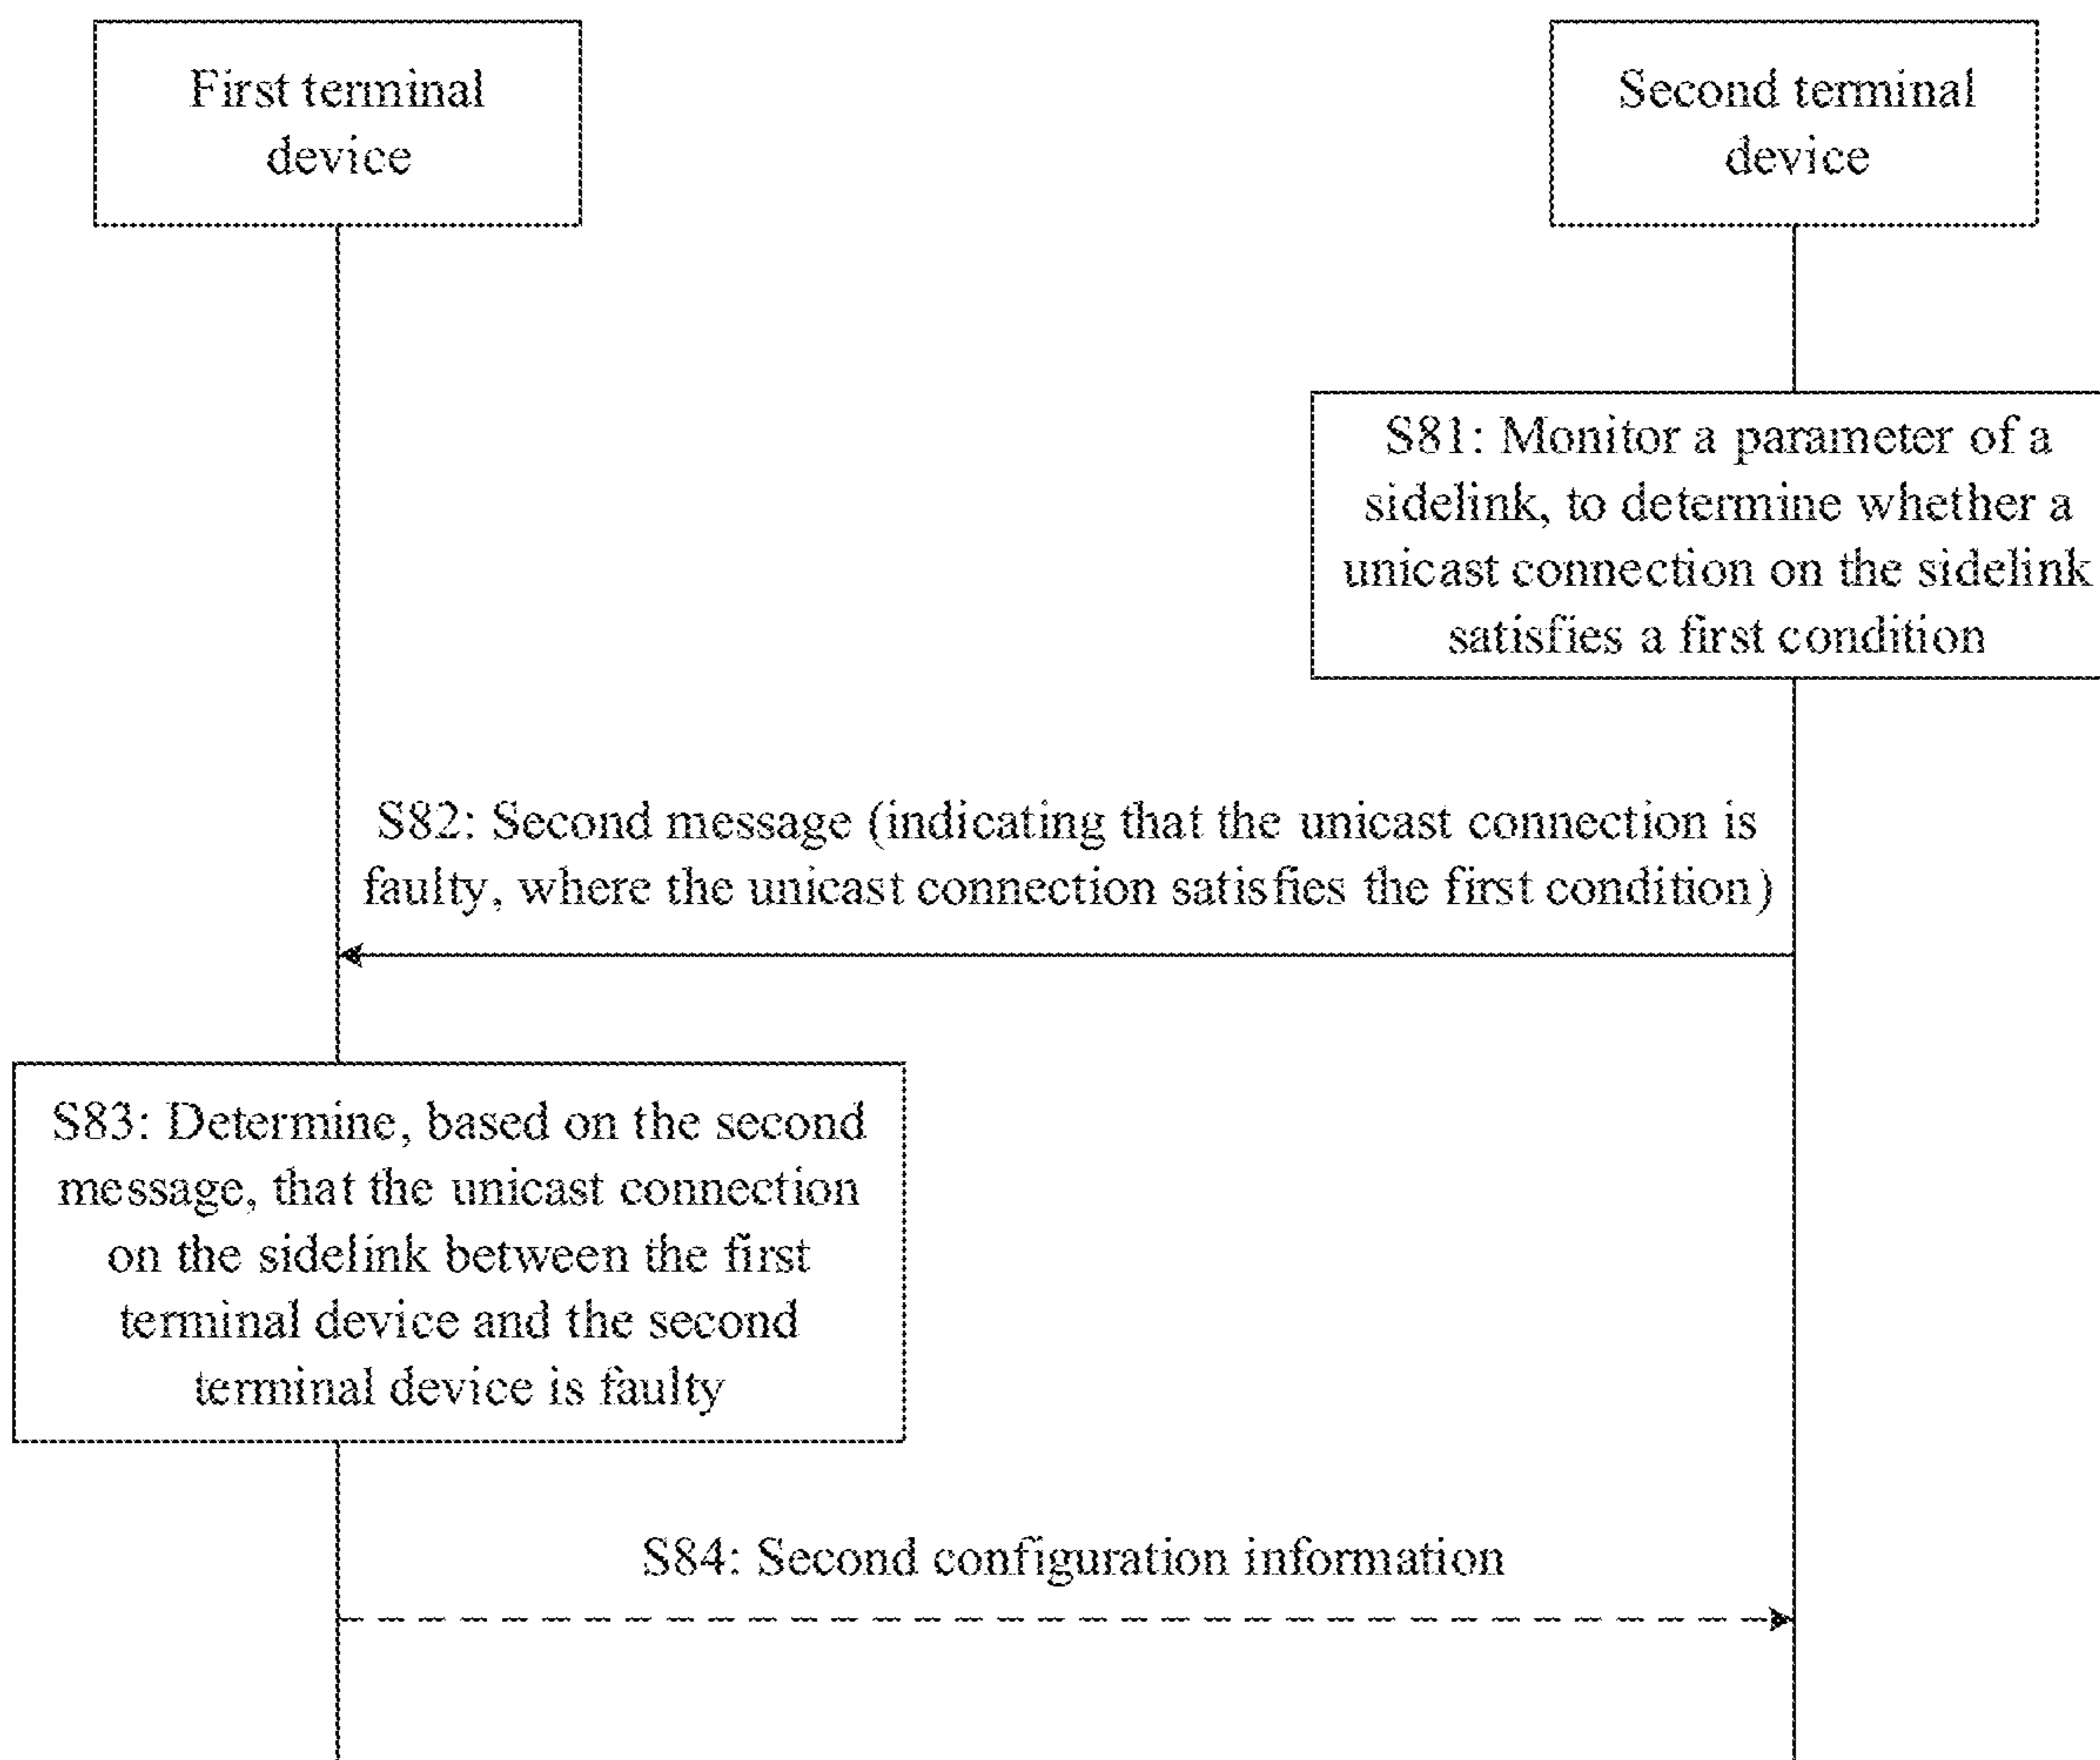 First terminal
device
Second terminal
device
S81: Monitor a parameter of a
sidelink, to determine whether a
unicast connection on the sidelink
satisfies a first condition
S82: Second message (indicating that the unicast connection is
faulty, where the unicast connection satisfies the first condition)
S83: Determine, based on the second
message, that the unicast connection
on the sidelink between the first
terminal device and the second
terminal device is faulty
S84: Second configuration information